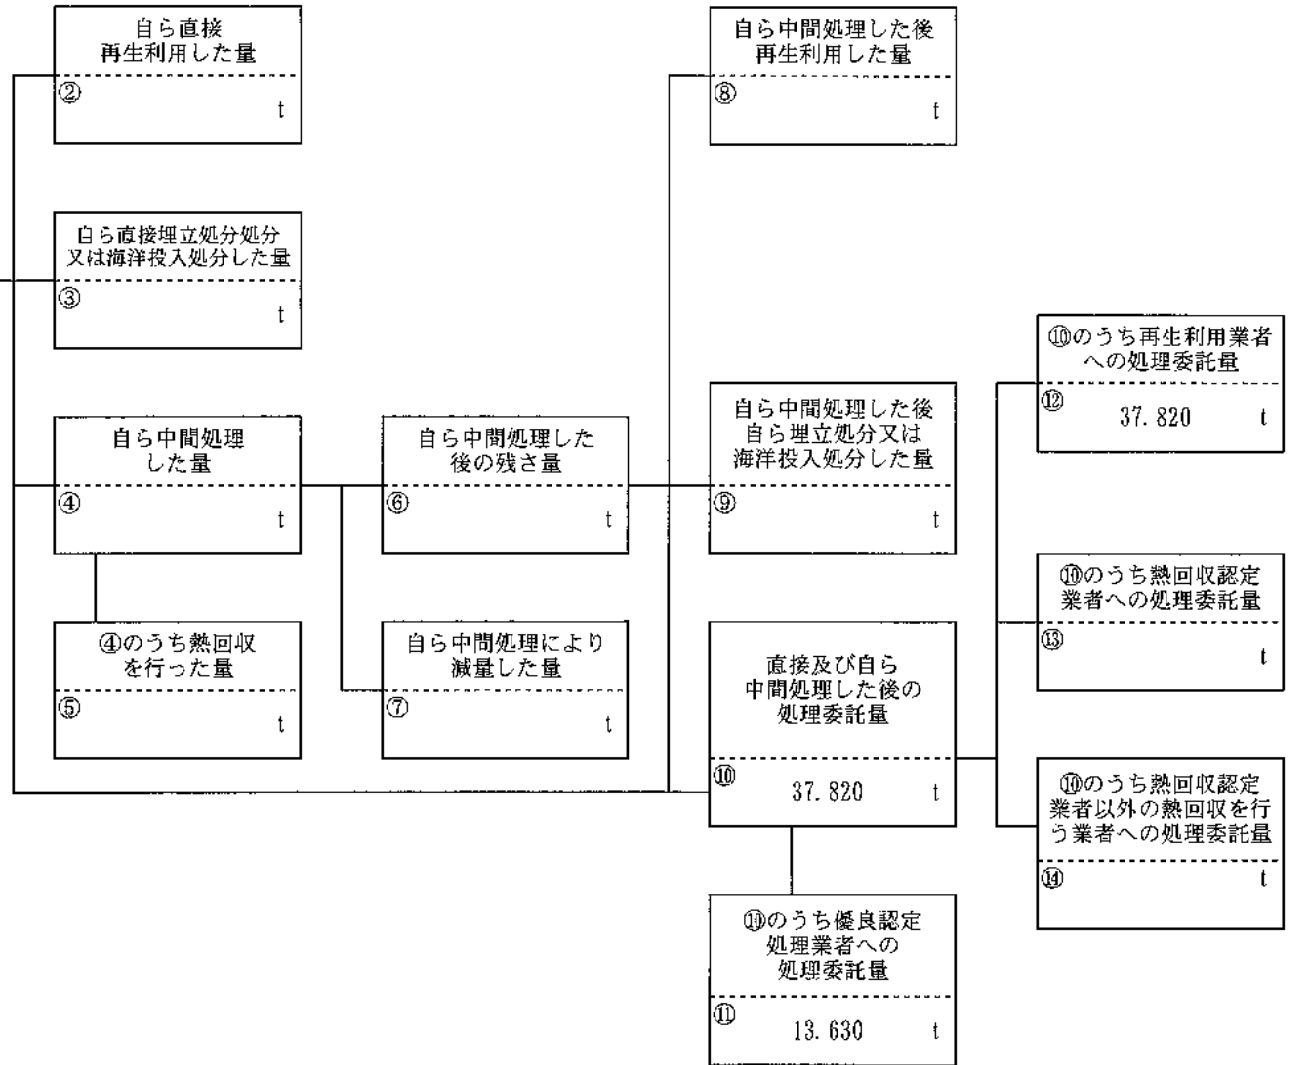 自ら直接
再生利用した量
②
t
自ら中間処理した後
再生利用した量
⑧
t
自ら直接埋立処分処分
又は海洋投入処分した量
③
t
⑩のうち再生利用業者
への処理委託量
⑫
37.820 t
自ら中間処理
した量
④
t
自ら中間処理した
後の残さ量
⑥
t
自ら中間処理した後
自ら埋立処分又は
海洋投入処分した量
⑨
t
⑩のうち熱回収認定
業者への処理委託量
⑬
t
④のうち熱回収
を行った量
⑤
t
自ら中間処理により
減量した量
⑦
t
直接及び自ら
中間処理した後の
処理委託量
⑩
37.820 t
⑩のうち熱回収認定
業者以外の熱回収を行
う業者への処理委託量
⑭
t
⑩のうち優良認定
処理業者への
処理委託量
⑪
13.630 t